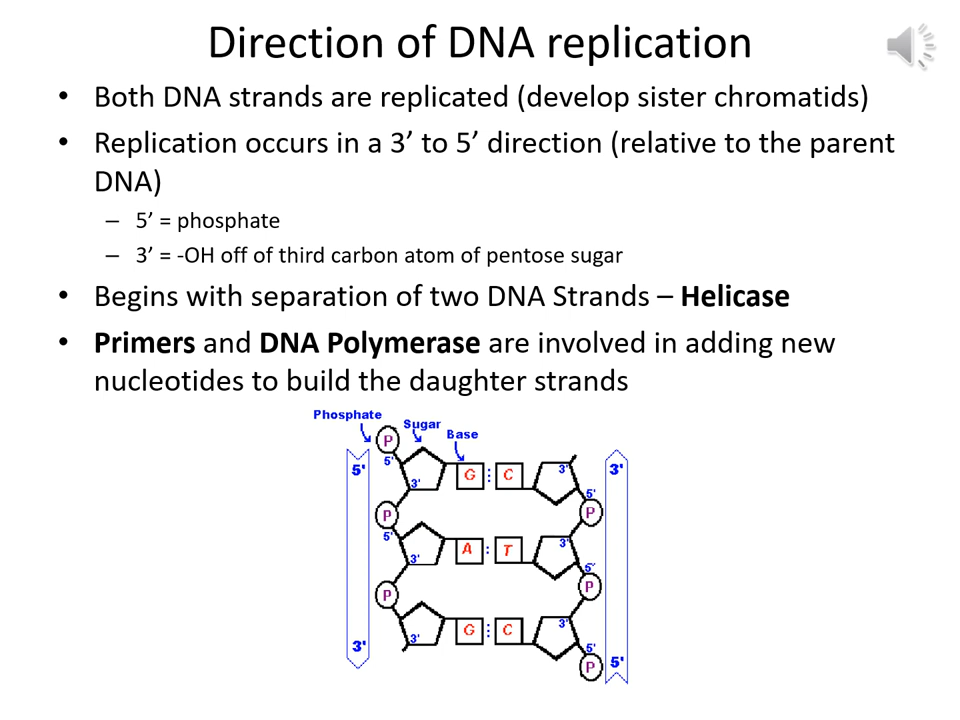 Direction of DNA replication
• Both DNA strands are replicated (develop sister chromatids)
• Replication occurs in a 3’ to 5’ direction (relative to the parent
DNA)
– 5’ = phosphate
– 3’ = -OH off of third carbon atom of pentose sugar
• Begins with separation of two DNA Strands – Helicase
• Primers and DNA Polymerase are involved in adding new
nucleotides to build the daughter strands
Phosphate
Sugar
Base
P
5' 5' G : C 3' 3'
3' 5'
P P
5' A : T 3'
3' 5'
P P
G : C 3'
3' 3' 5' 5'
P